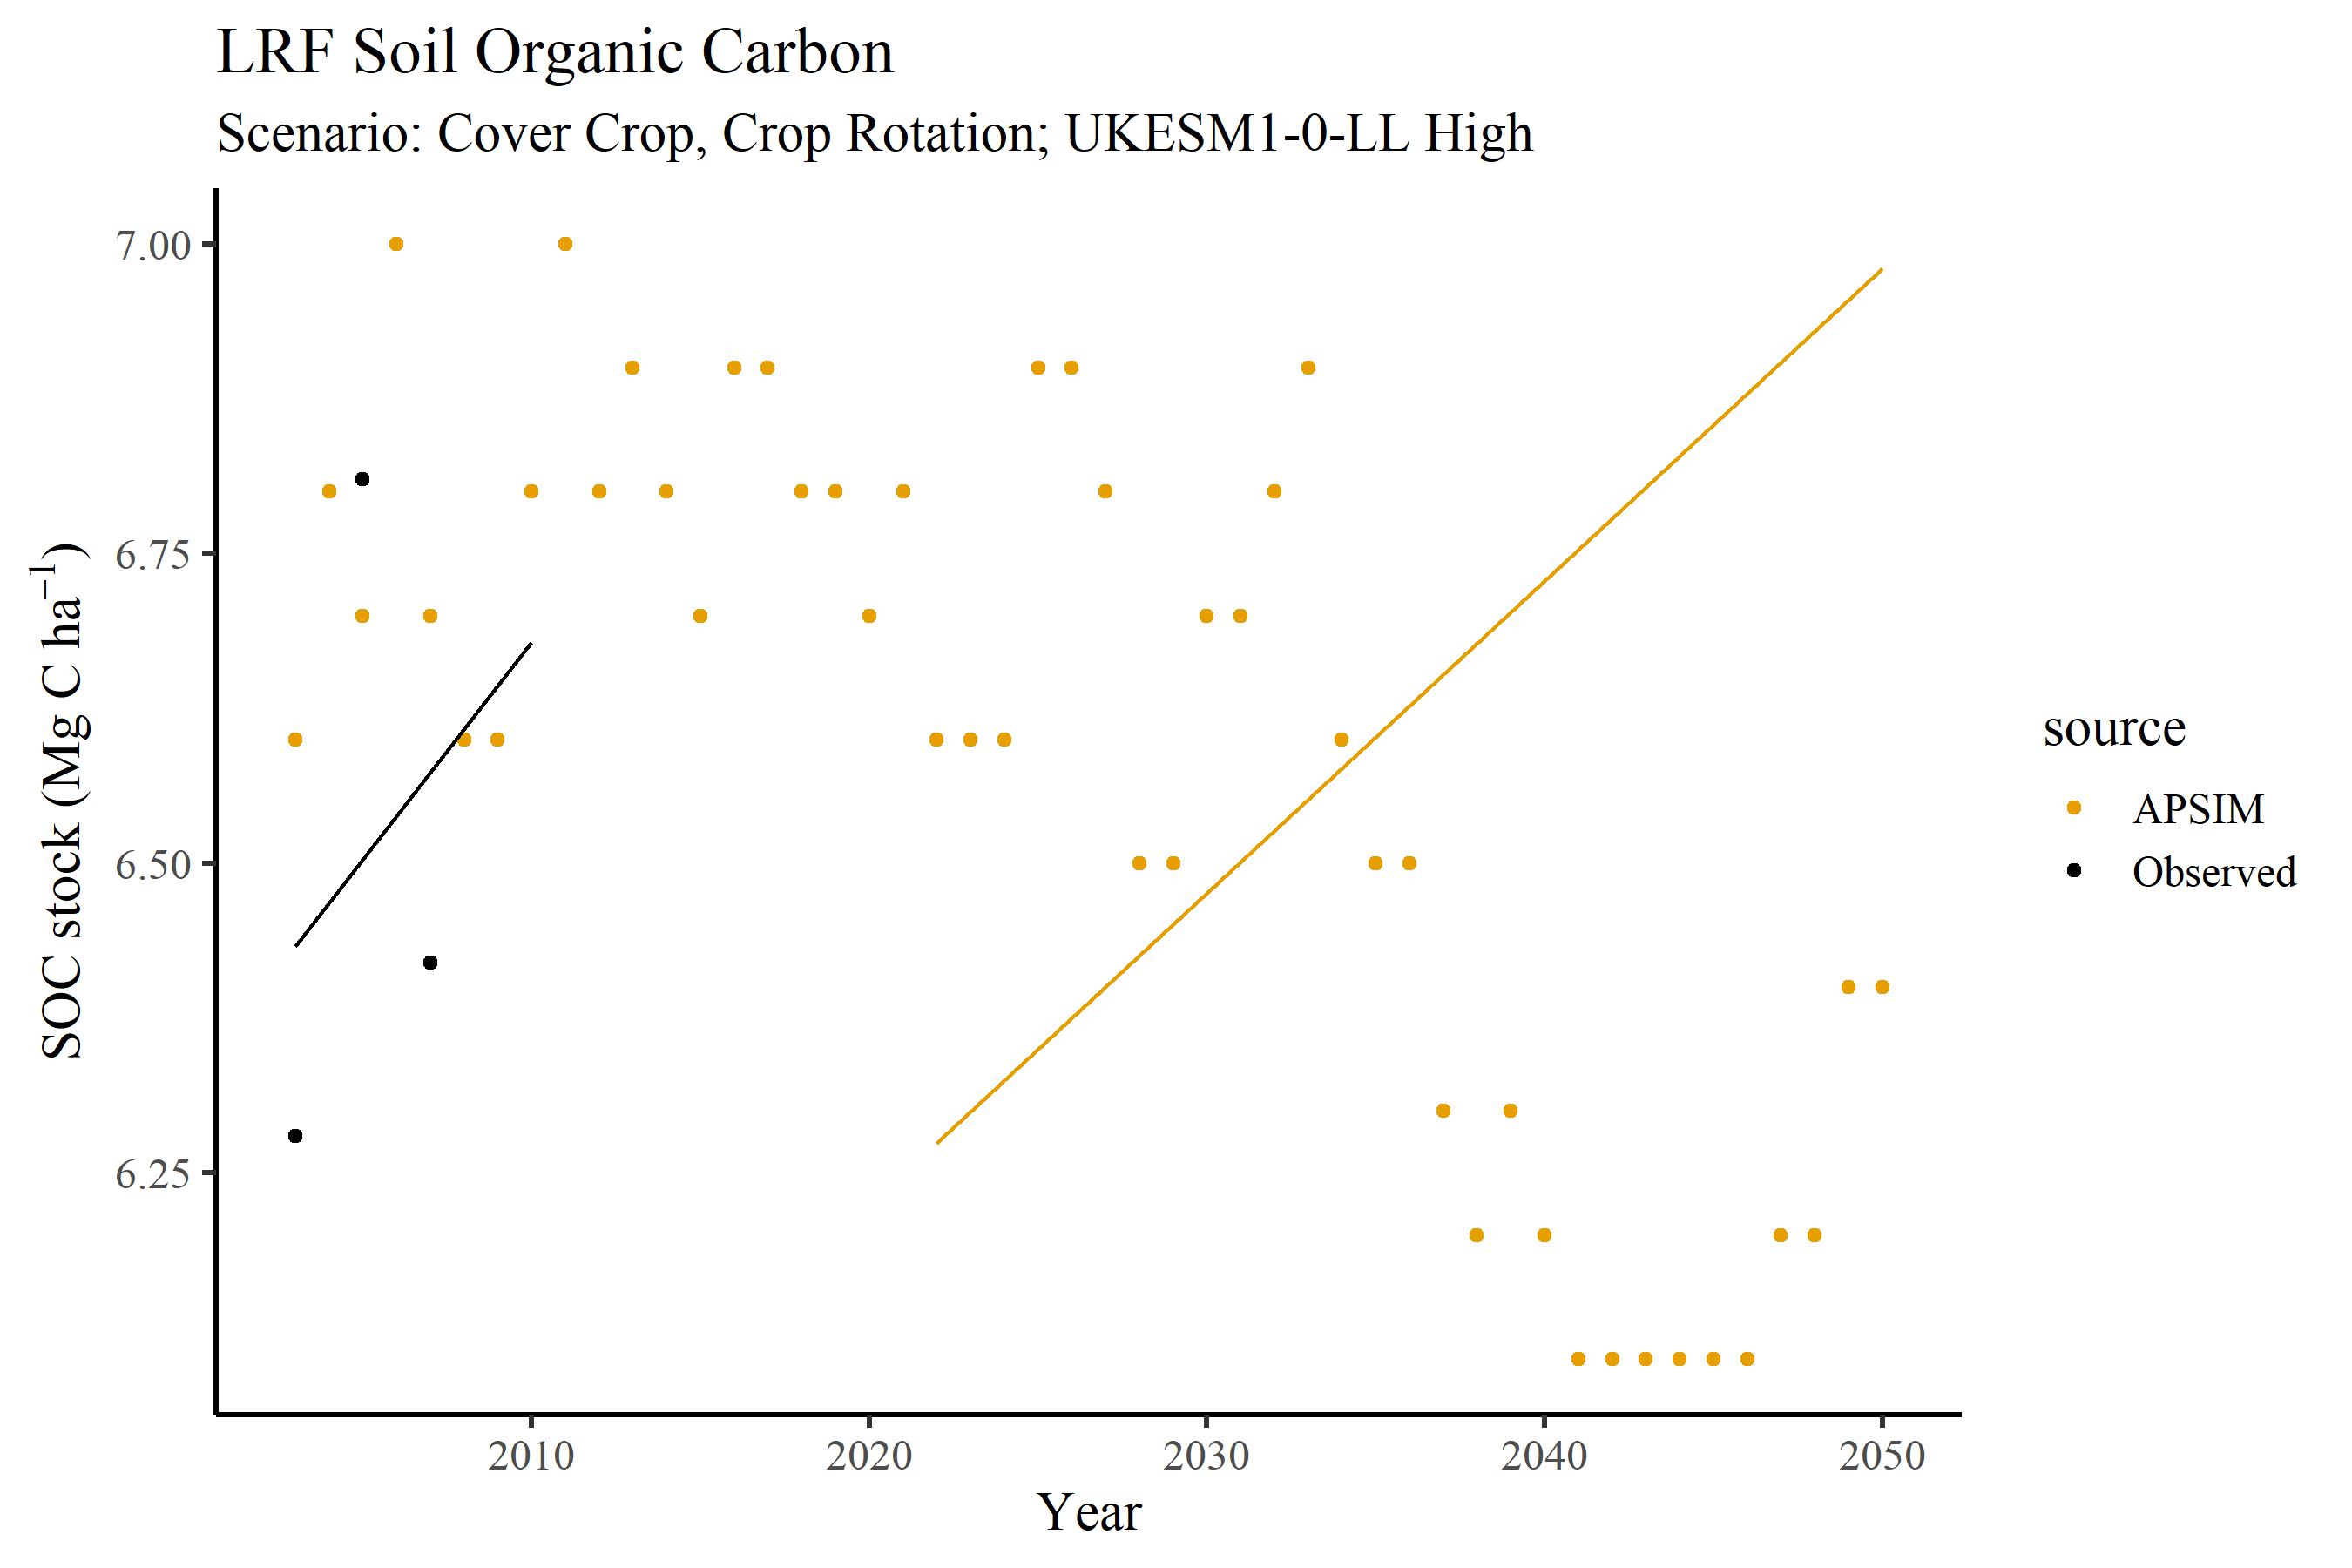 LRF Soil Organic Carbon
Scenario: Cover Crop, Crop Rotation; UKESM1-0-LL High
SOC stock (Mg C ha⁻¹)
7.00
6.75
6.50
6.25
2010 2020 2030 2040 2050
Year
source
APSIM
Observed